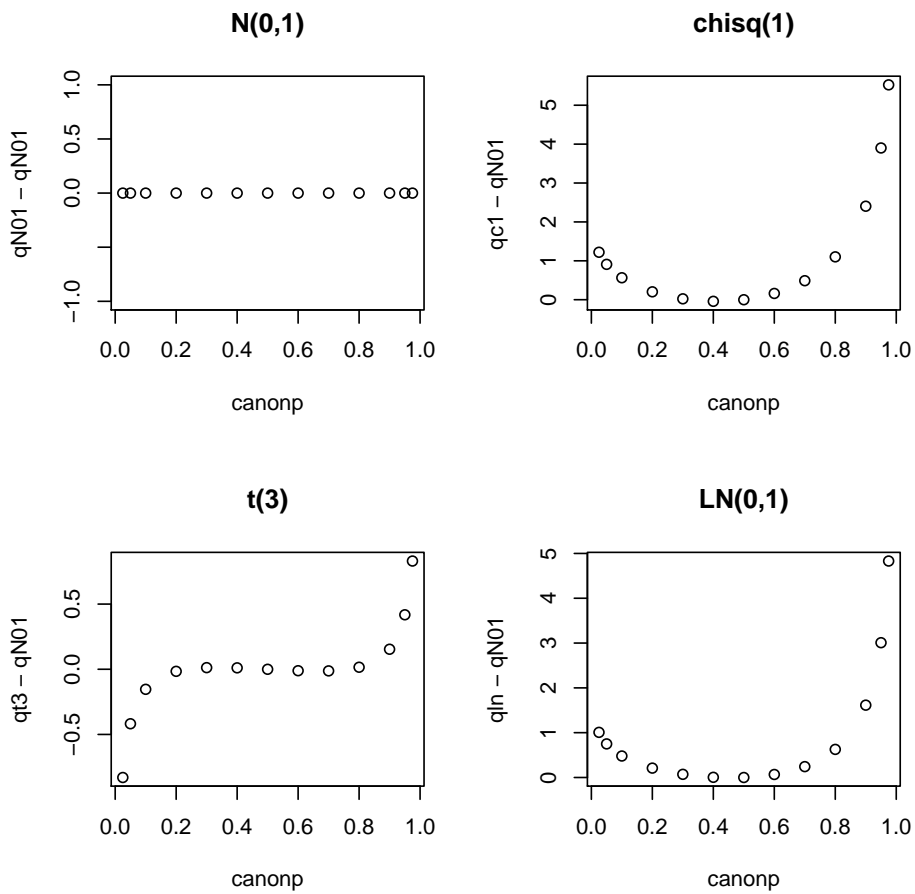 N(0,1)
qN01 − qN01
−1.0 0.0 0.5 1.0
0.0 0.2 0.4 0.6 0.8 1.0
canonp
chisq(1)
qc1 − qN01
0 1 2 3 4 5
0.0 0.2 0.4 0.6 0.8 1.0
canonp
t(3)
qt3 − qN01
−0.5 0.0 0.5
0.0 0.2 0.4 0.6 0.8 1.0
canonp
LN(0,1)
qln − qN01
0 1 2 3 4 5
0.0 0.2 0.4 0.6 0.8 1.0
canonp